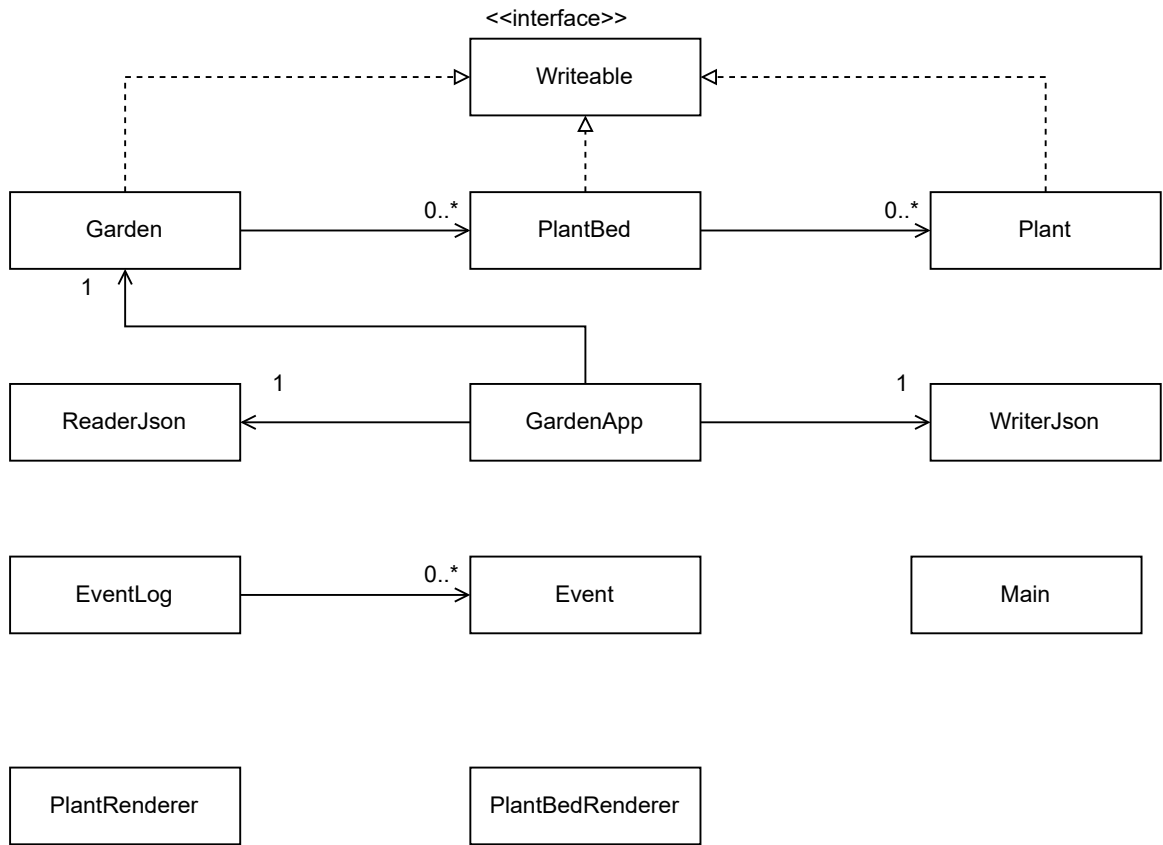 <<interface>>
Writeable
0..*
0..*
Garden
PlantBed
Plant
1
1
1
ReaderJson
GardenApp
WriterJson
0..*
EventLog
Event
Main
PlantRenderer
PlantBedRenderer